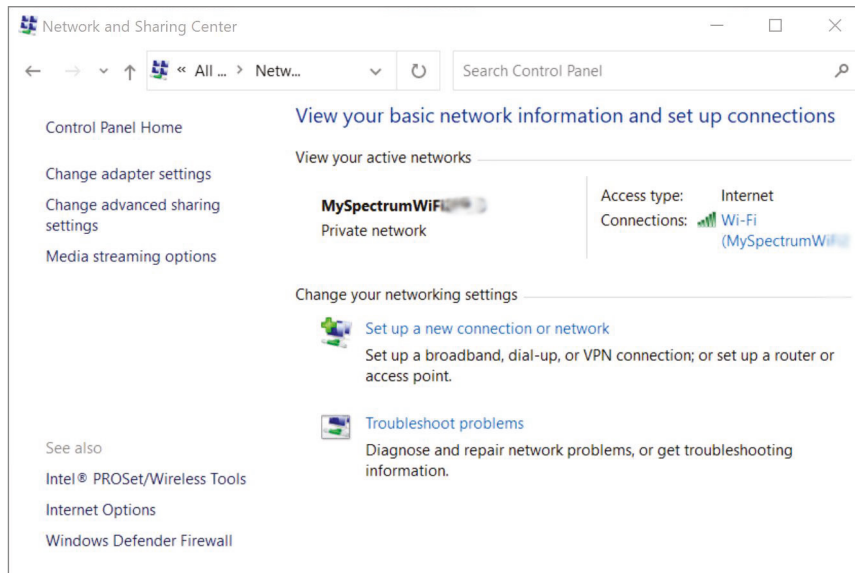 Network and Sharing Center
« All ... > Netw...
Search Control Panel
Control Panel Home
Change adapter settings
Change advanced sharing
settings
Media streaming options
See also
Intel® PROSet/Wireless Tools
Internet Options
Windows Defender Firewall
View your basic network information and set up connections
View your active networks
Private network
Access type: Internet
Connections: Wi-Fi
Change your networking settings
Set up a new connection or network
Set up a broadband, dial-up, or VPN connection; or set up a router or
access point.
Troubleshoot problems
Diagnose and repair network problems, or get troubleshooting
information.